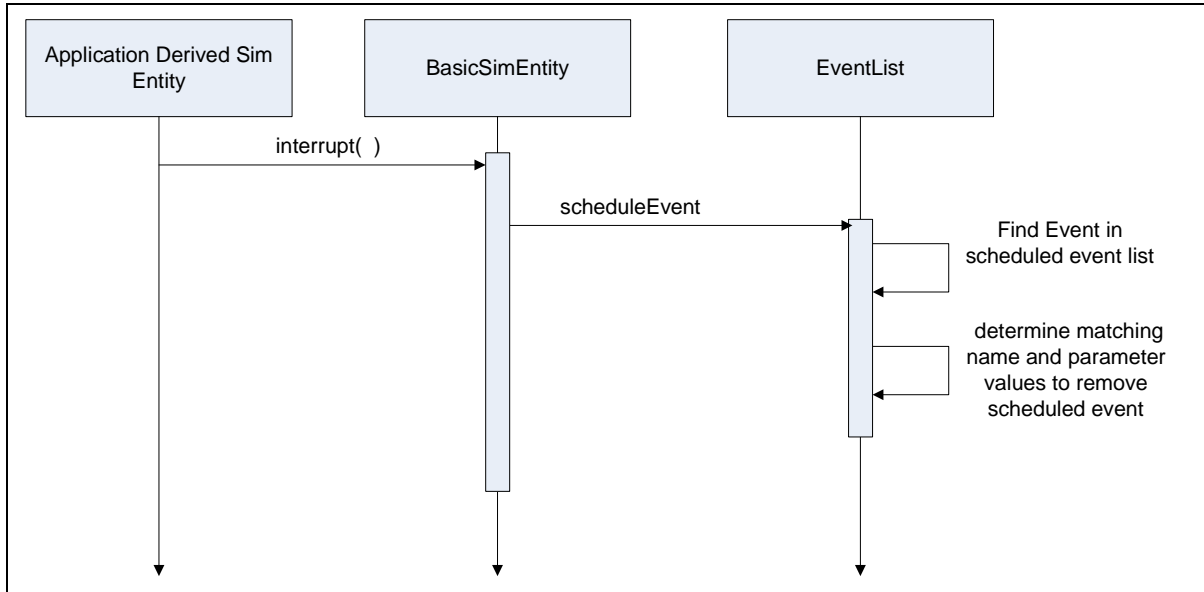 Application Derived Sim
Entity
BasicSimEntity
EventList
interrupt(  )
scheduleEvent
Find Event in
scheduled event list
determine matching
name and parameter
values to remove
scheduled event